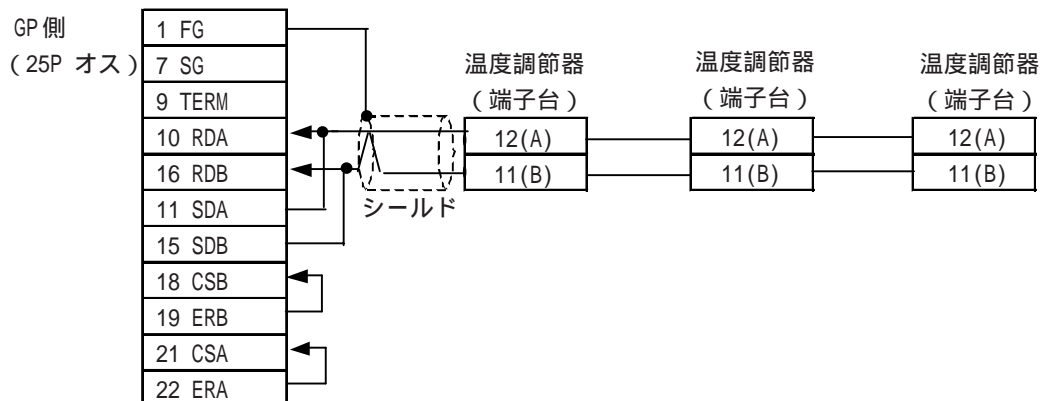 GP側
(25P オス)
1 FG
7 SG
9 TERM
10 RDA
16 RDB
11 SDA
15 SDB
18 CSB
19 ERB
21 CSA
22 ERA
シールド
温度調節器
(端子台)
12(A)
11(B)
温度調節器
(端子台)
12(A)
11(B)
温度調節器
(端子台)
12(A)
11(B)